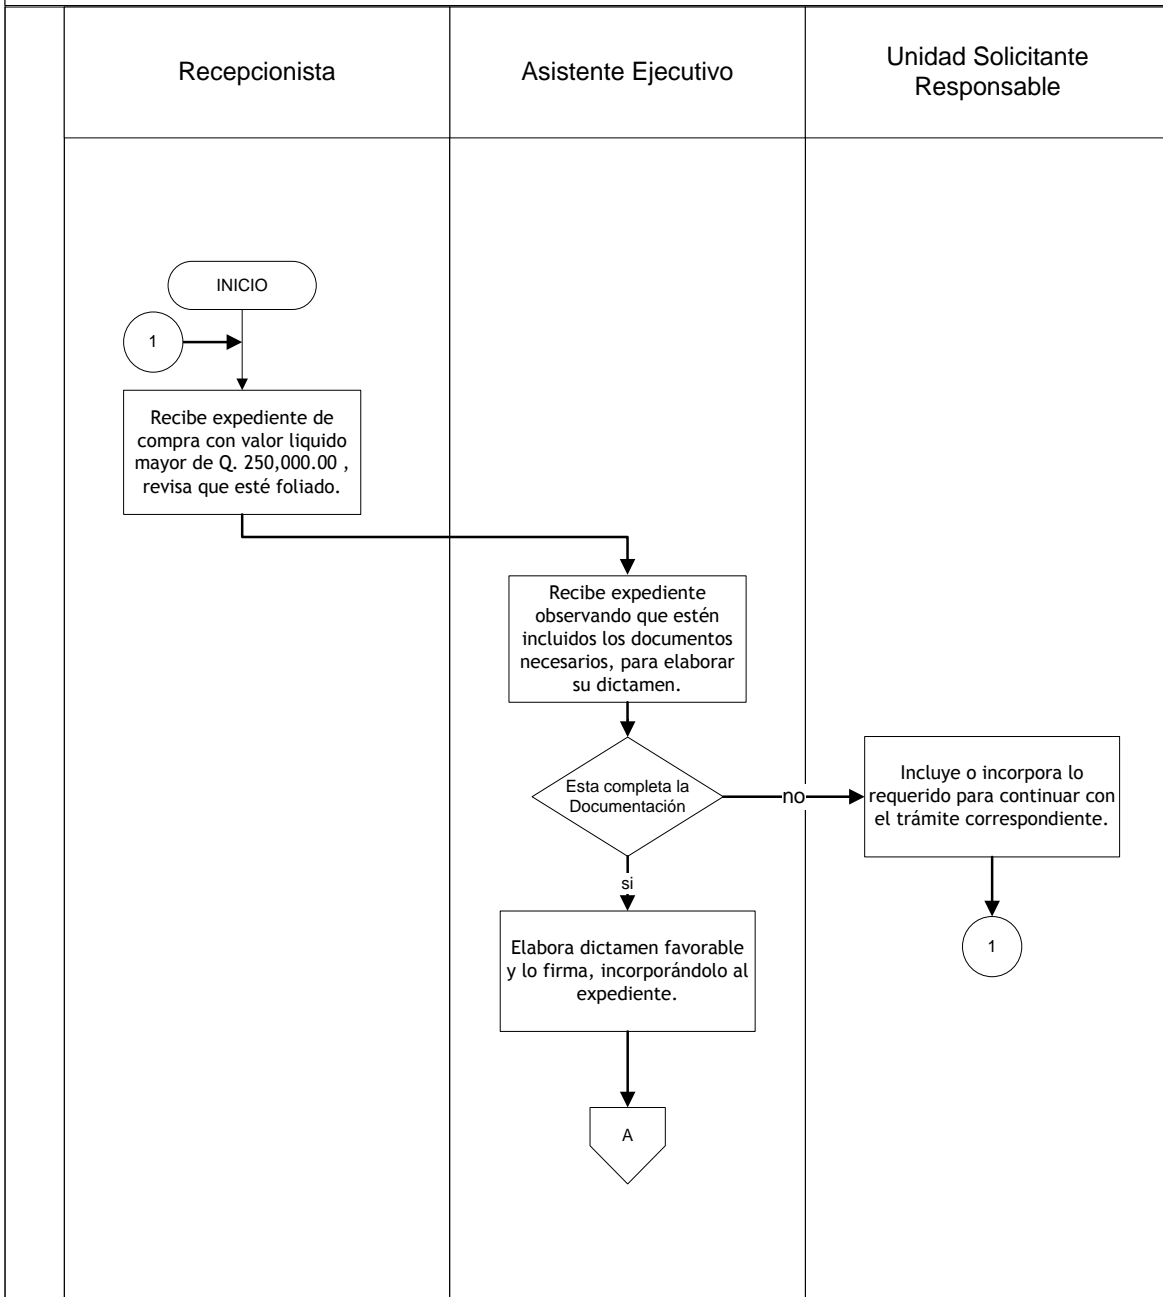 Recepcionista
Asistente Ejecutivo
Unidad Solicitante
Responsable
INICIO
1
Recibe expediente de
compra con valor liquido
mayor de Q. 250,000.00 ,
revisa que esté foliado.
Recibe expediente
observando que estén
incluidos los documentos
necesarios, para elaborar
su dictamen.
Esta completa la
Documentación
no
Incluye o incorpora lo
requerido para continuar con
el trámite correspondiente.
si
1
Elabora dictamen favorable
y lo firma, incorporándolo al
expediente.
A